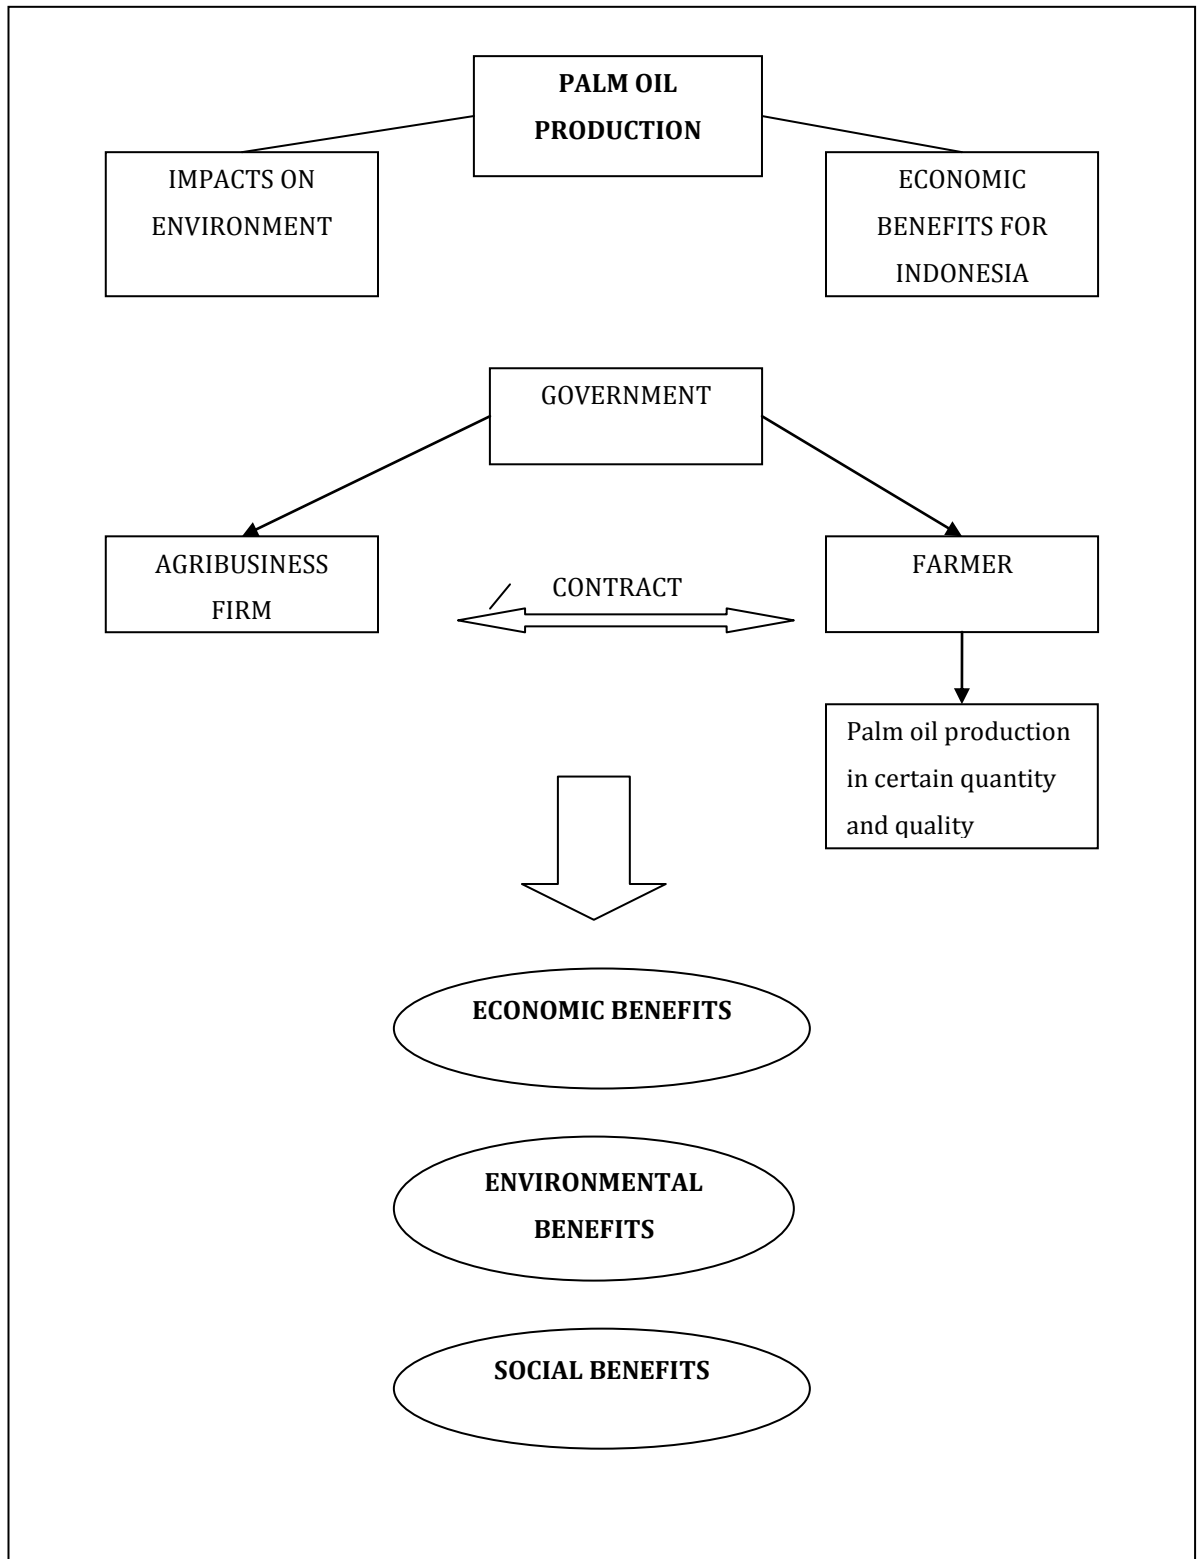 PALM OIL
PRODUCTION
IMPACTS ON
ENVIRONMENT
ECONOMIC
BENEFITS FOR
INDONESIA
GOVERNMENT
AGRIBUSINESS
FIRM
CONTRACT
FARMER
Palm oil production
in certain quantity
and quality
ECONOMIC BENEFITS
ENVIRONMENTAL
BENEFITS
SOCIAL BENEFITS